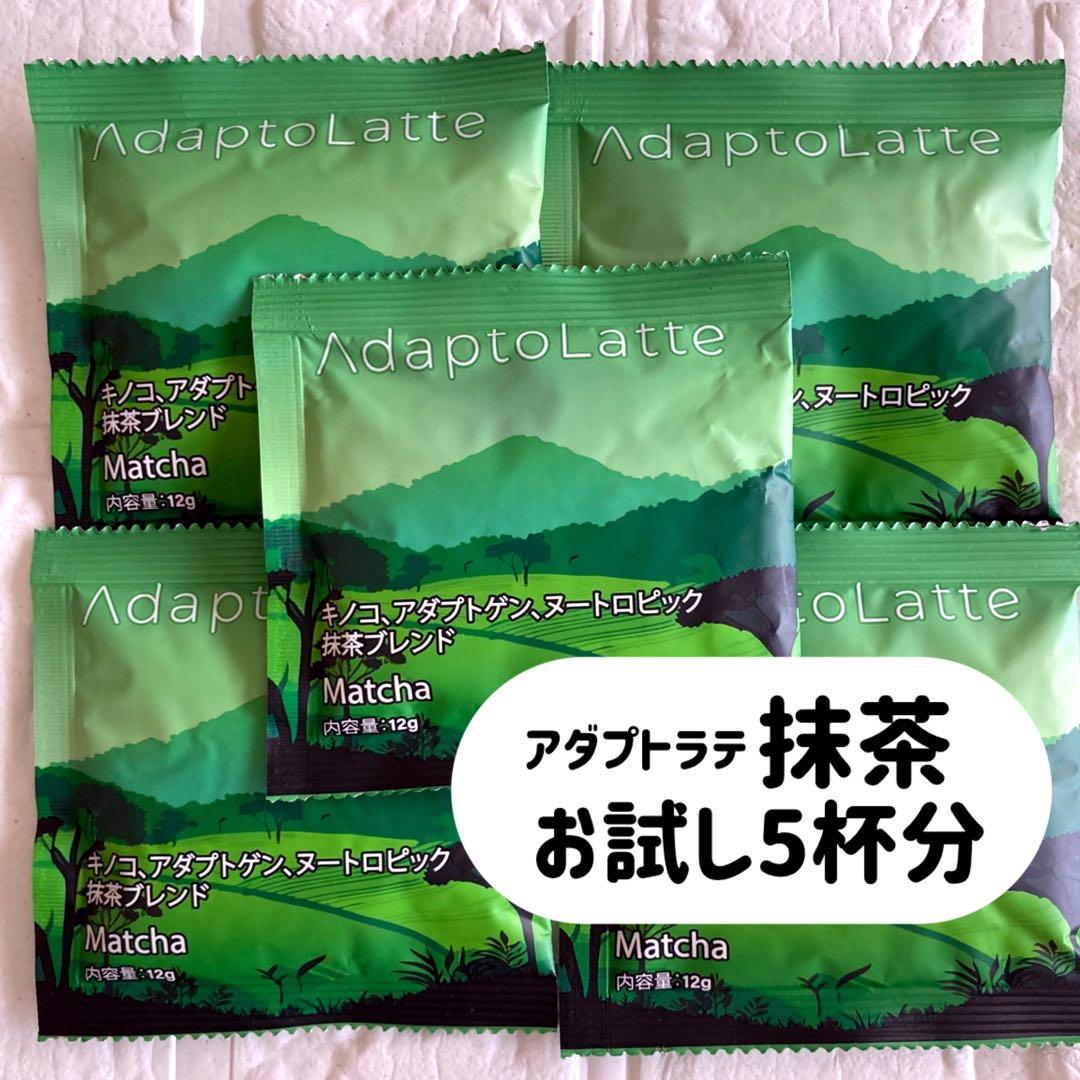 AdaptoLatte
キノコ、アダプト
抹茶ブレンド
Matcha
内容量:12g
AdaptoLatte
、ヌートロピック
AdaptoLatte
キノコ、アダプトゲン、ヌートロピック
抹茶ブレンド
Matcha
内容量:12g
Adapt
キノコ、アダプトゲン、ヌートロピック
抹茶ブレンド
Matcha
内容量:12g
toLatte
Matcha
内容量:12g
アダプトラテ 抹茶
お試し5杯分